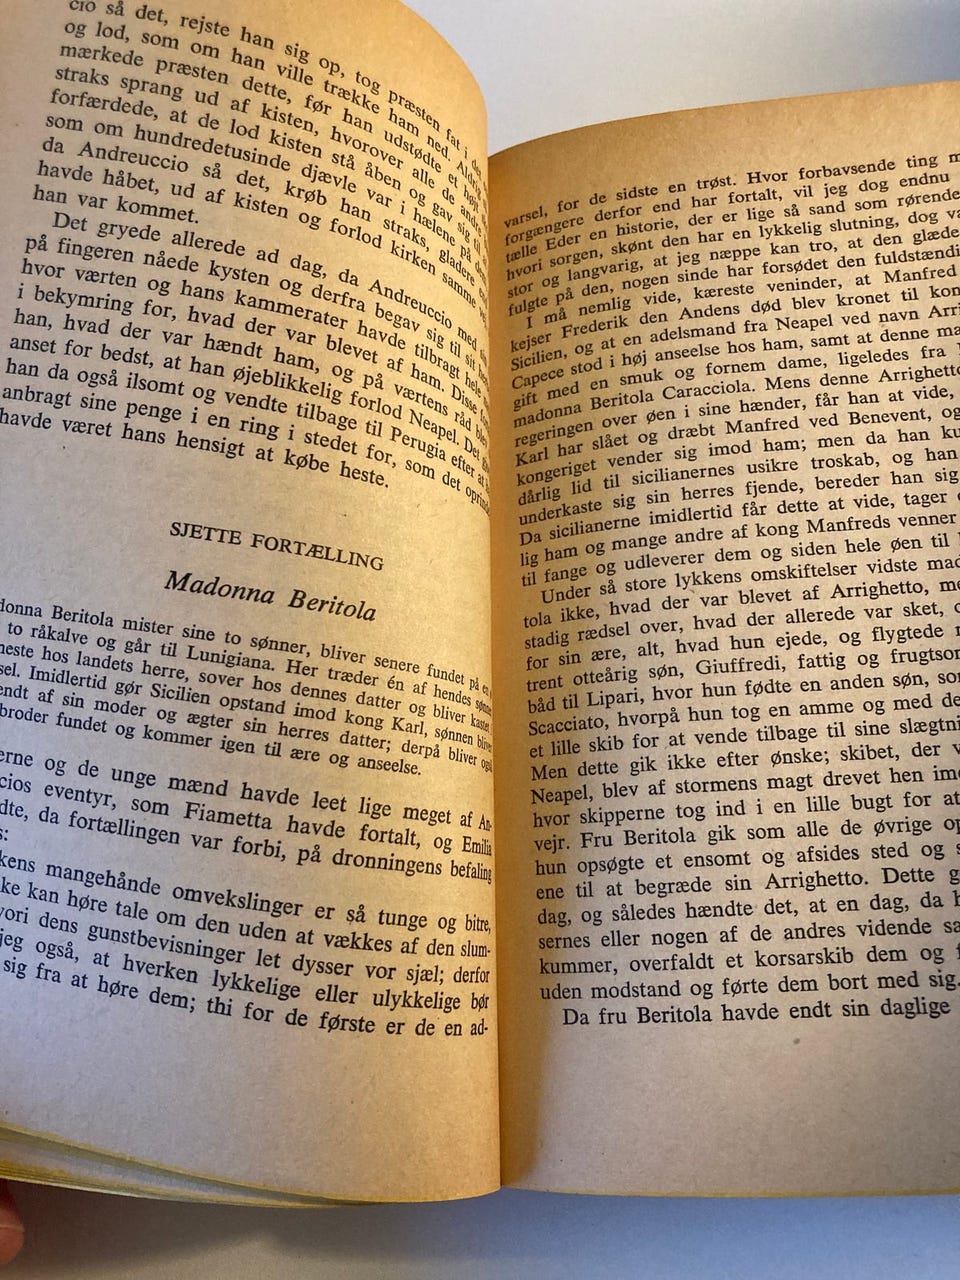 cio så det, rejste han sig op, tog præsten fat i det
og lod, som om han ville trække ham ned. Aldrig
mærkede præsten dette, før han udstødte et højt
straks sprang ud af kisten, hvorover alle de andre
forfærdede, at de lod kisten stå åben og gav sig til
som om hundredetusinde djævle var i hælene på dem
da Andreuccio så det, krøb han straks, gladere end
havde håbet, ud af kisten og forlod kirken samme vej
han var kommet.
Det gryede allerede ad dag, da Andreuccio med
på fingeren nåede kysten og derfra begav sig til sit
hvor værten og hans kammerater havde tilbragt hele
i bekymring for, hvad der var blevet af ham. Disse
han, hvad der var hændt ham, og på værtens råd blev
anset for bedst, at han øjeblikkelig forlod Neapel. Det
han da også ilsomt og vendte tilbage til Perugia efter at
anbragt sine penge i en ring i stedet for, som det
havde været hans hensigt at købe heste.
SJETTE FORTÆLLING
Madonna Beritola
donna Beritola mister sine to sønner, bliver senere fundet på en
to råkalve og går til Lunigiana. Her træder én af hendes sønner
neste hos landets herre, sover hos dennes datter og bliver kastet
sel. Imidlertid gør Sicilien opstand imod kong Karl, sønnen bliver
endt af sin moder og ægter sin herres datter; derpå bliver også
broder fundet og kommer igen til ære og anseelse.
erne og de unge mænd havde leet lige meget af An-
cios eventyr, som Fiametta havde fortalt, og Emilia
dte, da fortællingen var forbi, på dronningens befaling
s:
kens mangehånde omvekslinger er så tunge og bitre,
ke kan høre tale om den uden at vækkes af den slum-
vori dens gunstbevisninger let dysser vor sjæl; derfor
jeg også, at hverken lykkelige eller ulykkelige bør
sig fra at høre dem; thi for de første er de en ad-
varsel, for de sidste en trøst. Hvor forbavsende ting m
forgængere derfor end har fortalt, vil jeg dog endnu
tælle Eder en historie, der er lige så sand som rørende
hvori sorgen, skønt den har en lykkelig slutning, dog va
stor og langvarig, at jeg næppe kan tro, at den glæde
fulgte på den, nogen sinde har forsødet den fuldstændi
I må nemlig vide, kæreste veninder, at Manfred
kejser Frederik den Andens død blev kronet til kon
Sicilien, og at en adelsmand fra Neapel ved navn Arri
Capece stod i høj anseelse hos ham, samt at denne ma
gift med en smuk og fornem dame, ligeledes fra
madonna Beritola Caracciola. Mens denne Arrighetto
regeringen over øen i sine hænder, får han at vide,
Karl har slået og dræbt Manfred ved Benevent, og
kongeriget vender sig imod ham; men da han ku
dårlig lid til sicilianernes usikre troskab, og han
underkaste sig sin herres fjende, bereder han sig
Da sicilianerne imidlertid får dette at vide, tager
lig ham og mange andre af kong Manfreds venner
til fange og udleverer dem og siden hele øen til
Under så store lykkens omskiftelser vidste mad
tola ikke, hvad der var blevet af Arrighetto, me
stadig rædsel over, hvad der allerede var sket,
for sin ære, alt, hvad hun ejede, og flygtede
trent otteårig søn, Giuffredi, fattig og frugtsom
båd til Lipari, hvor hun fødte en anden søn, so
Scacciato, hvorpå hun tog en amme og med de
et lille skib for at vende tilbage til sine slægtni
Men dette gik ikke efter ønske; skibet, der v
Neapel, blev af stormens magt drevet hen imo
hvor skipperne tog ind i en lille bugt for at
vejr. Fru Beritola gik som alle de øvrige op
hun opsøgte et ensomt og afsides sted og s
ene til at begræde sin Arrighetto. Dette g
dag, og således hændte det, at en dag, da h
sernes eller nogen af de andres vidende sa
kummer, overfaldt et korsarskib dem og f
uden modstand og førte dem bort med sig.
Da fru Beritola havde endt sin daglige